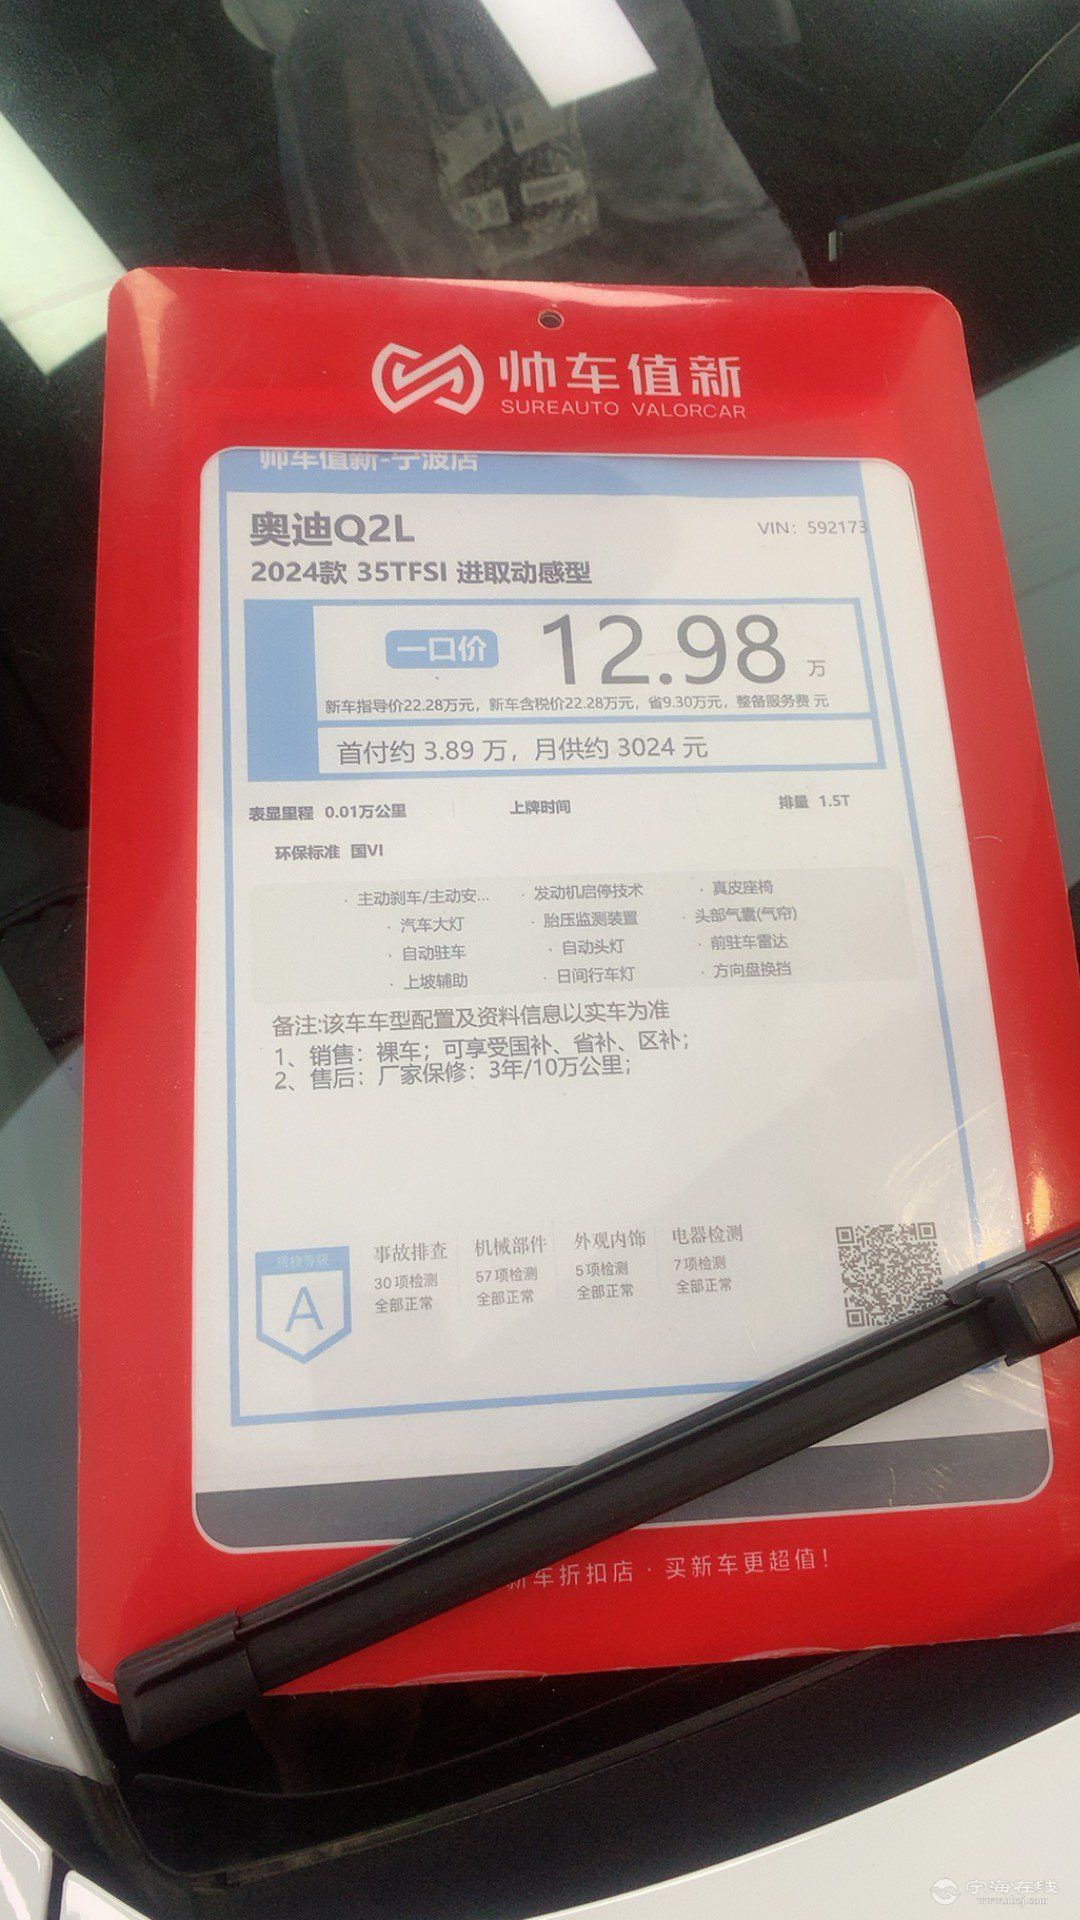 帅车值新
SUREAUTO VALORCAR
帅车值新-宁波店
奥迪Q2L
VIN：592173
2024款 35TFSI 进取动感型
一口价 12.98 万
新车指导价22.28万元，新车含税价22.28万元，省9.30万元，整备服务费 元
首付约 3.89 万，月供约 3024 元
表显里程 0.01万公里 上牌时间 排量 1.5T
环保标准 国VI
· 主动刹车/主动安... · 发动机启停技术 · 真皮座椅
· 汽车大灯 · 胎压监测装置 · 头部气囊(气帘)
· 自动驻车 · 自动头灯 · 前驻车雷达
· 上坡辅助 · 日间行车灯 · 方向盘换挡
备注:该车车型配置及资料信息以实车为准
1、销售：裸车；可享受国补、省补、区补；
2、售后：厂家保修：3年/10万公里；
A
事故排查 机械部件 外观内饰 电器检测
30项检测 57项检测 5项检测 7项检测
全部正常 全部正常 全部正常 全部正常
新车折扣店 · 买新车更超值！
宁海在线